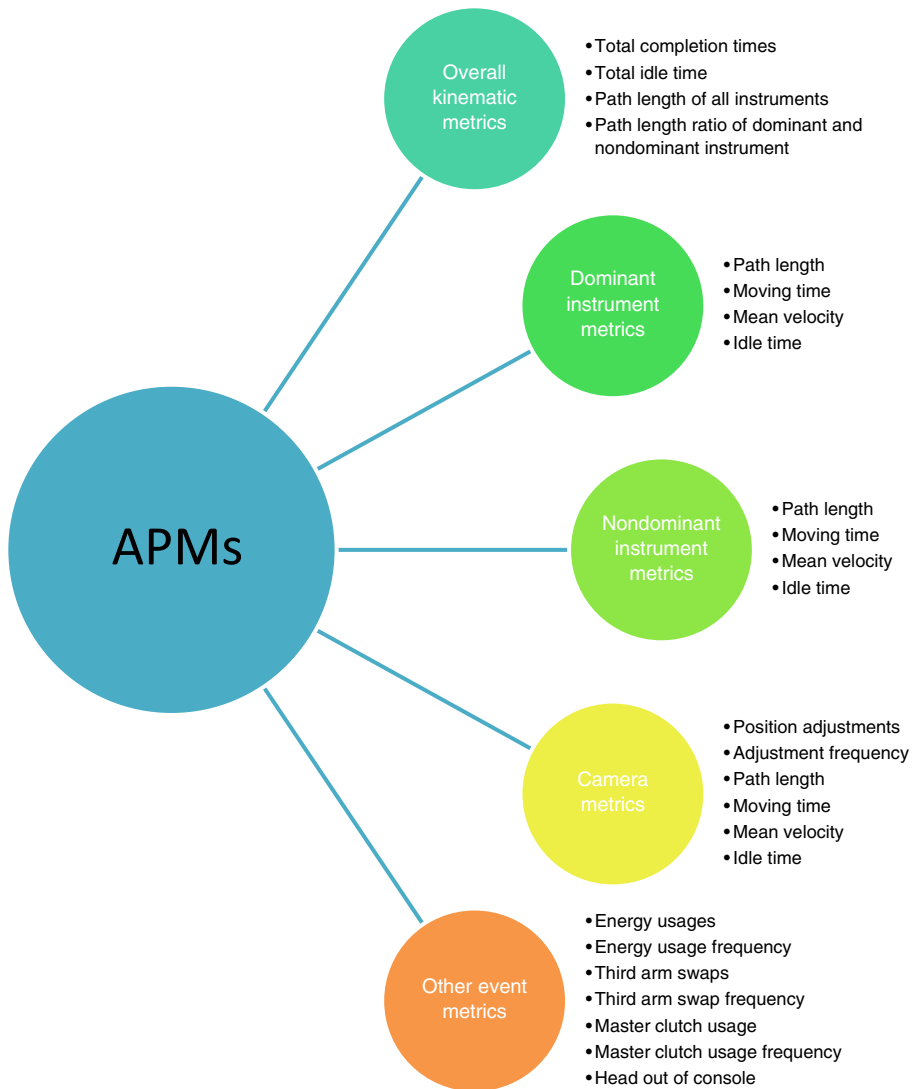 Overall
kinematic
metrics
•Total completion times
•Total idle time
•Path length of all instruments
•Path length ratio of dominant and
nondominant instrument
Dominant
instrument
metrics
•Path length
•Moving time
•Mean velocity
•Idle time
APMs
Nondominant
instrument
metrics
•Path length
•Moving time
•Mean velocity
•Idle time
Camera
metrics
•Position adjustments
•Adjustment frequency
•Path length
•Moving time
•Mean velocity
•Idle time
Other event
metrics
•Energy usages
•Energy usage frequency
•Third arm swaps
•Third arm swap frequency
•Master clutch usage
•Master clutch usage frequency
•Head out of console